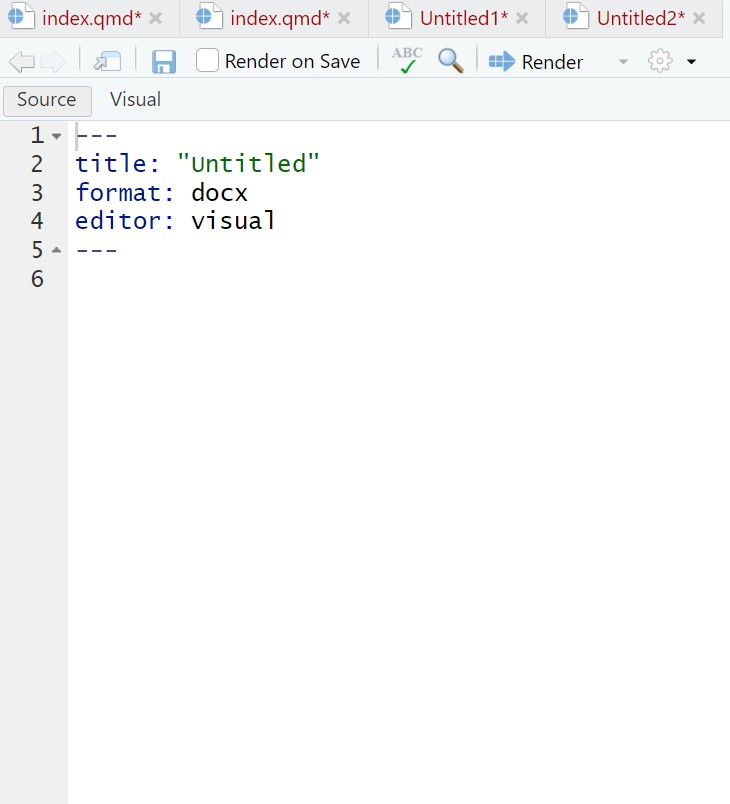 index.qmd* index.qmd* Untitled1* Untitled2*
Render on Save ABC Render
Source Visual
1 ---
2 title: "Untitled"
3 format: docx
4 editor: visual
5 ---
6